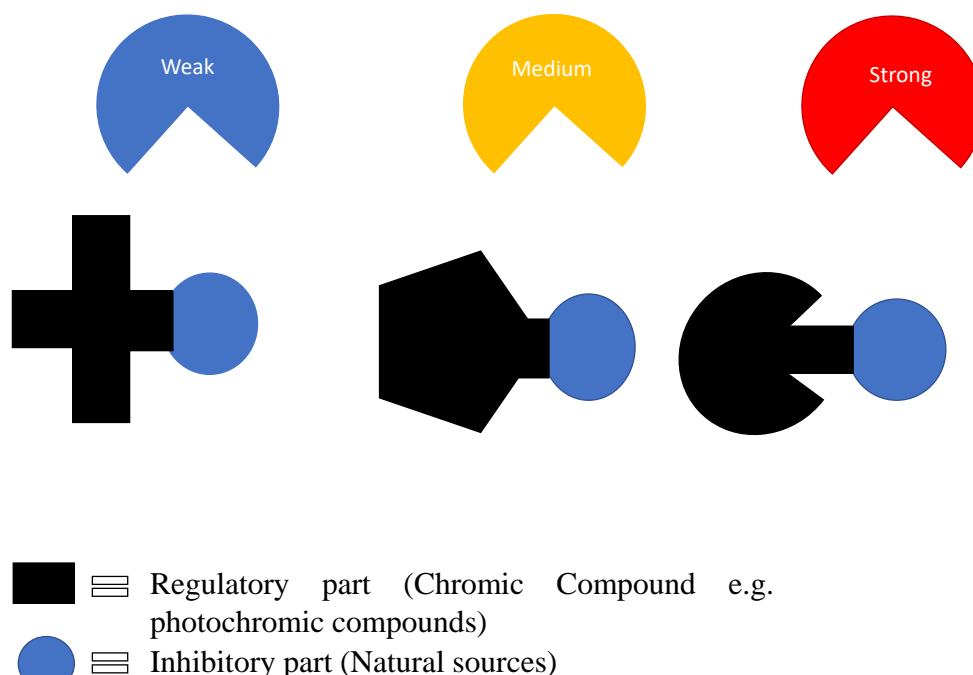 Weak
Medium
Strong
Regulatory part (Chromic Compound e.g.
photochromic compounds)
Inhibitory part (Natural sources)